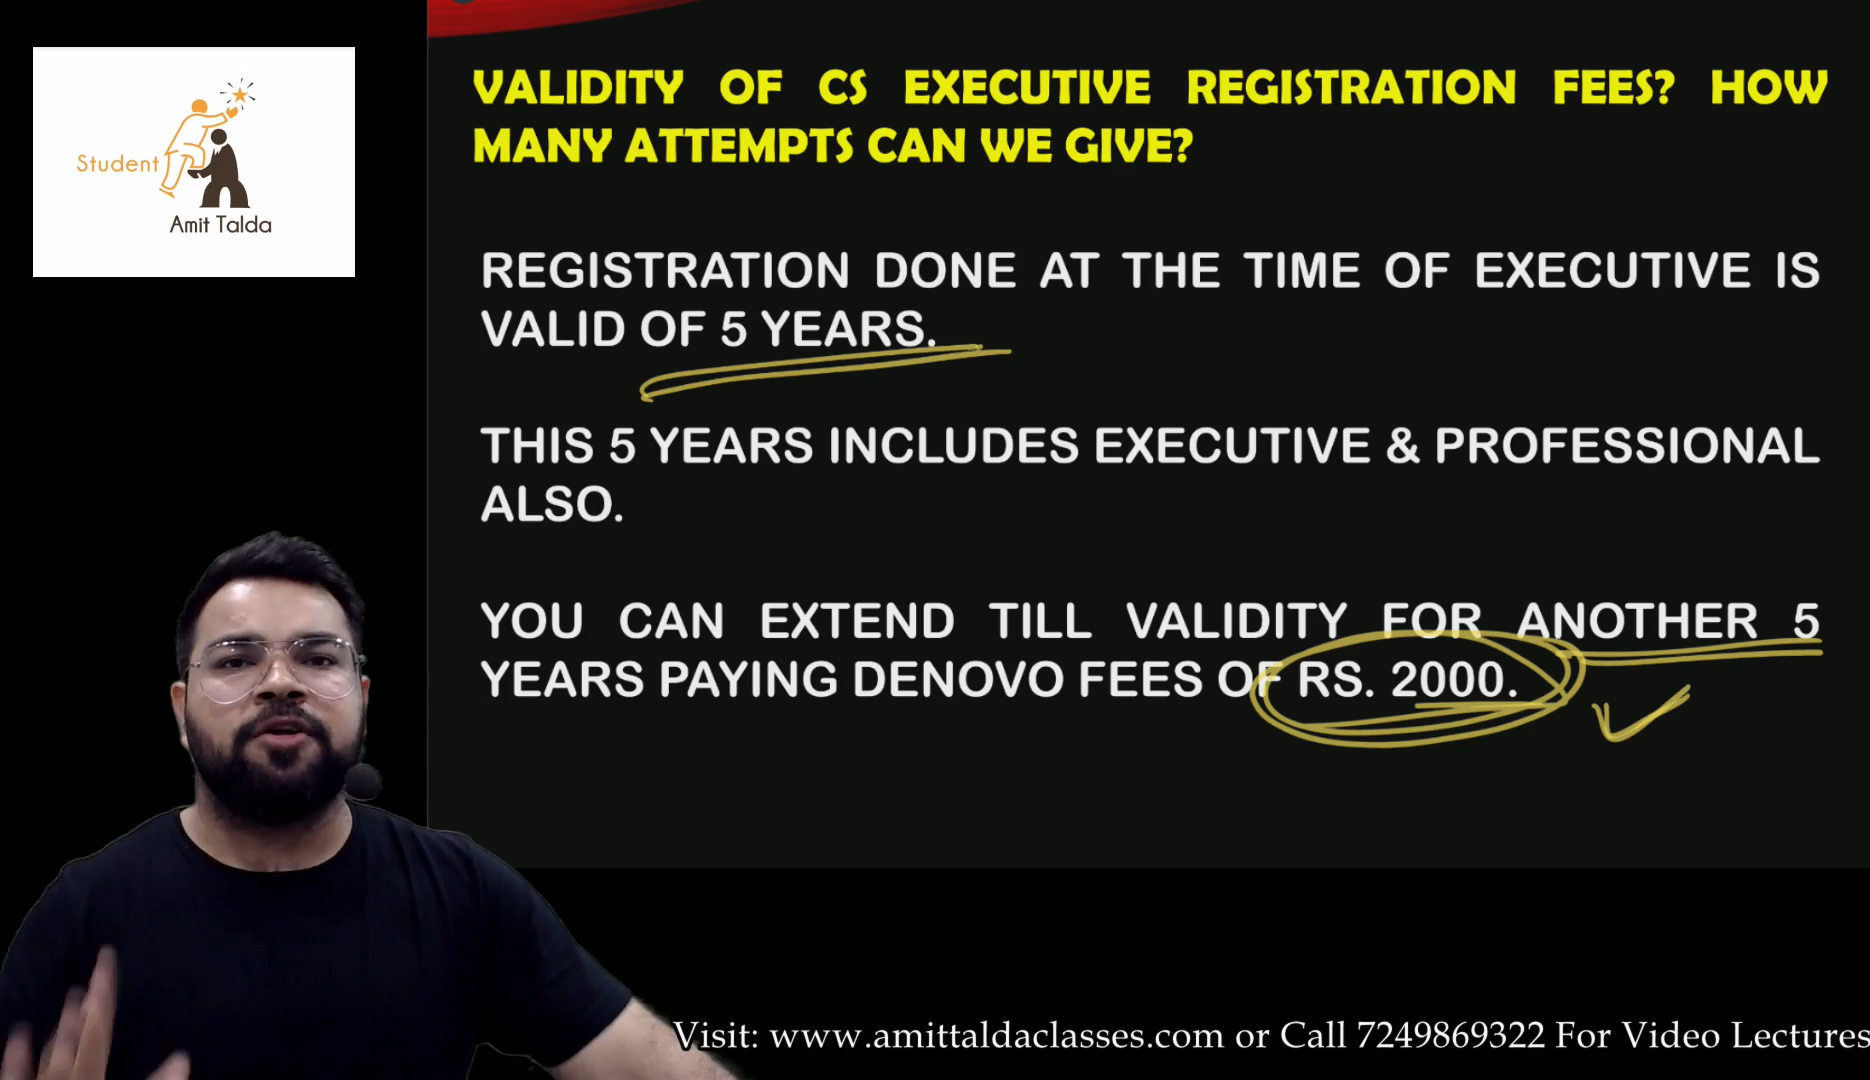 Student
Amit Talda
VALIDITY OF CS EXECUTIVE REGISTRATION FEES? HOW
MANY ATTEMPTS CAN WE GIVE?
REGISTRATION DONE AT THE TIME OF EXECUTIVE IS
VALID OF 5 YEARS.
THIS 5 YEARS INCLUDES EXECUTIVE & PROFESSIONAL
ALSO.
YOU CAN EXTEND TILL VALIDITY FOR ANOTHER 5
YEARS PAYING DENOVO FEES OF RS. 2000.
Visit: www.amittaldaclasses.com or Call 7249869322 For Video Lectures